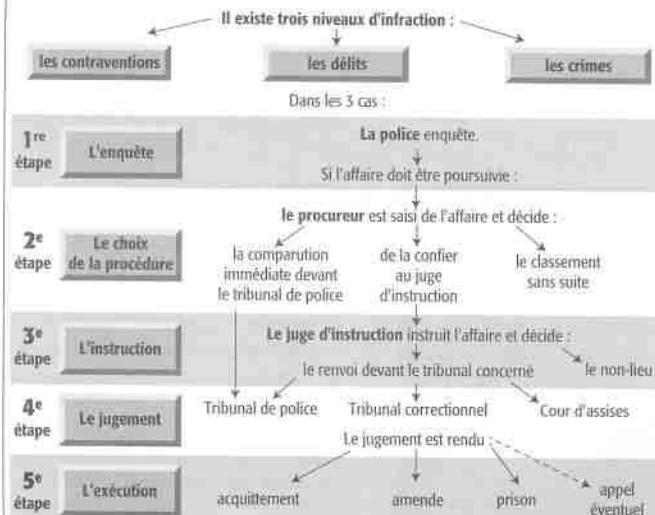 Il existe trois niveaux d'infraction :
les contraventions
les délits
les crimes
Dans les 3 cas :
1re
étape
L'enquête
La police enquête.
Si l'affaire doit être poursuivie :
2e
étape
Le choix
de la procédure
le procureur est saisi de l'affaire et décide :
la comparution
immédiate devant
le tribunal de police
de la confier
au juge
d'instruction
le classement
sans suite
3e
étape
L'instruction
Le juge d'instruction instruit l'affaire et décide :
le renvoi devant le tribunal concerné
le non-lieu
4e
étape
Le jugement
Tribunal de police
Tribunal correctionnel
Cour d'assises
Le jugement est rendu :
5e
étape
L'exécution
acquittement
amende
prison
appel
éventuel